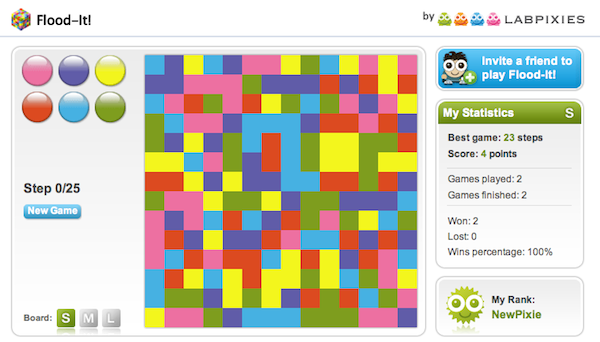 Flood-It!
by LABPIXIES
Step 0/25
New Game
Board: S M L
Invite a friend to
play Flood-It!
My Statistics S
Best game: 23 steps
Score: 4 points
Games played: 2
Games finished: 2
Won: 2
Lost: 0
Wins percentage: 100%
My Rank:
NewPixie